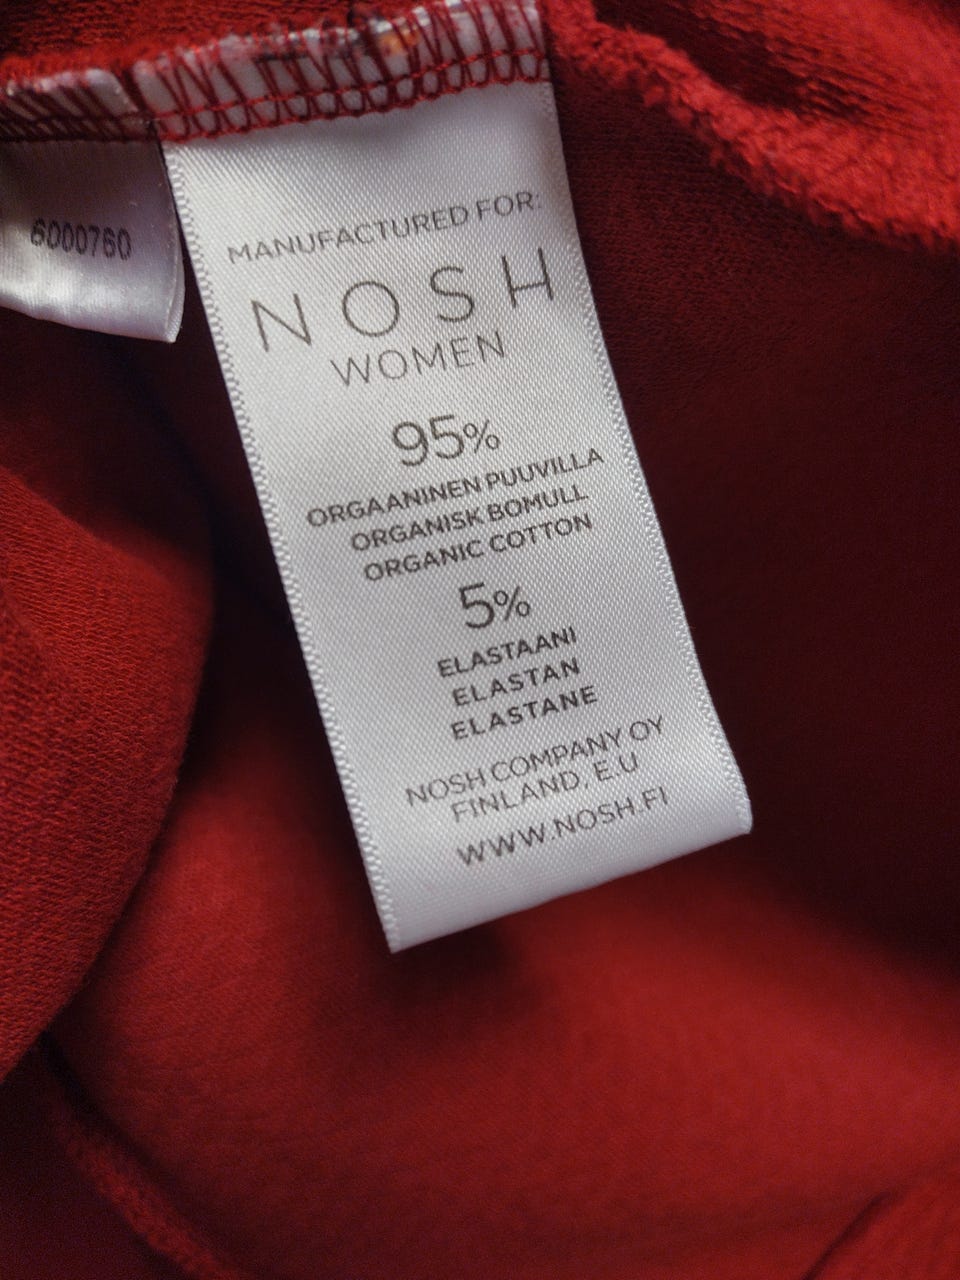 6000760
MANUFACTURED FOR:
NOSH
WOMEN
95%
ORGAANINEN PUUVILLA
ORGANISK BOMULL
ORGANIC COTTON
5%
ELASTAANI
ELASTAN
ELASTANE
NOSH COMPANY OY
FINLAND, E.U
WWW.NOSH.FI